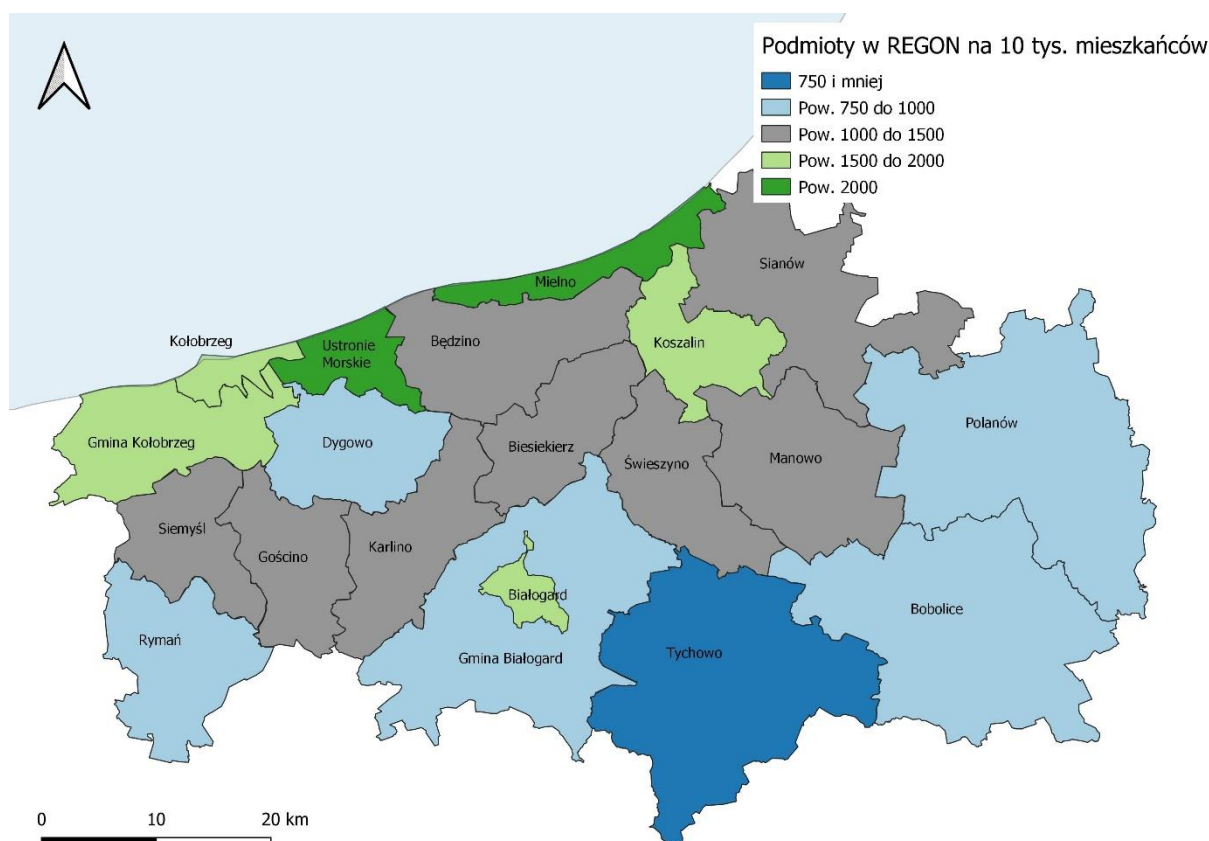 Podmioty w REGON na 10 tys. mieszkańców
750 i mniej
Pow. 750 do 1000
Pow. 1000 do 1500
Pow. 1500 do 2000
Pow. 2000
Sianów
Mielno
Kołobrzeg
Ustronie
Morskie
Będzino
Koszalin
Polanów
Gmina Kołobrzeg
Dygowo
Biesiekierz
Świeszyno
Manowo
Siemyśl
Gościno
Karlino
Białogard
Bobolice
Rymań
Gmina Białogard
Tychowo
0 10 20 km